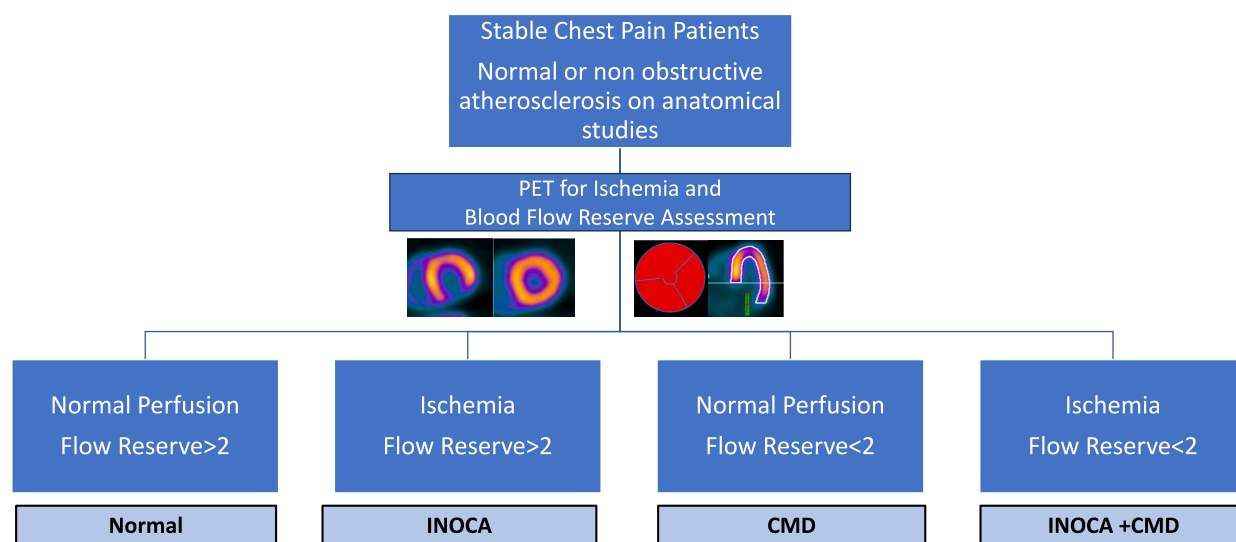 Stable Chest Pain Patients
Normal or non obstructive
atherosclerosis on anatomical
studies
PET for Ischemia and
Blood Flow Reserve Assessment
Normal Perfusion
Flow Reserve>2
Ischemia
Flow Reserve>2
Normal Perfusion
Flow Reserve<2
Ischemia
Flow Reserve<2
Normal
INOCA
CMD
INOCA +CMD